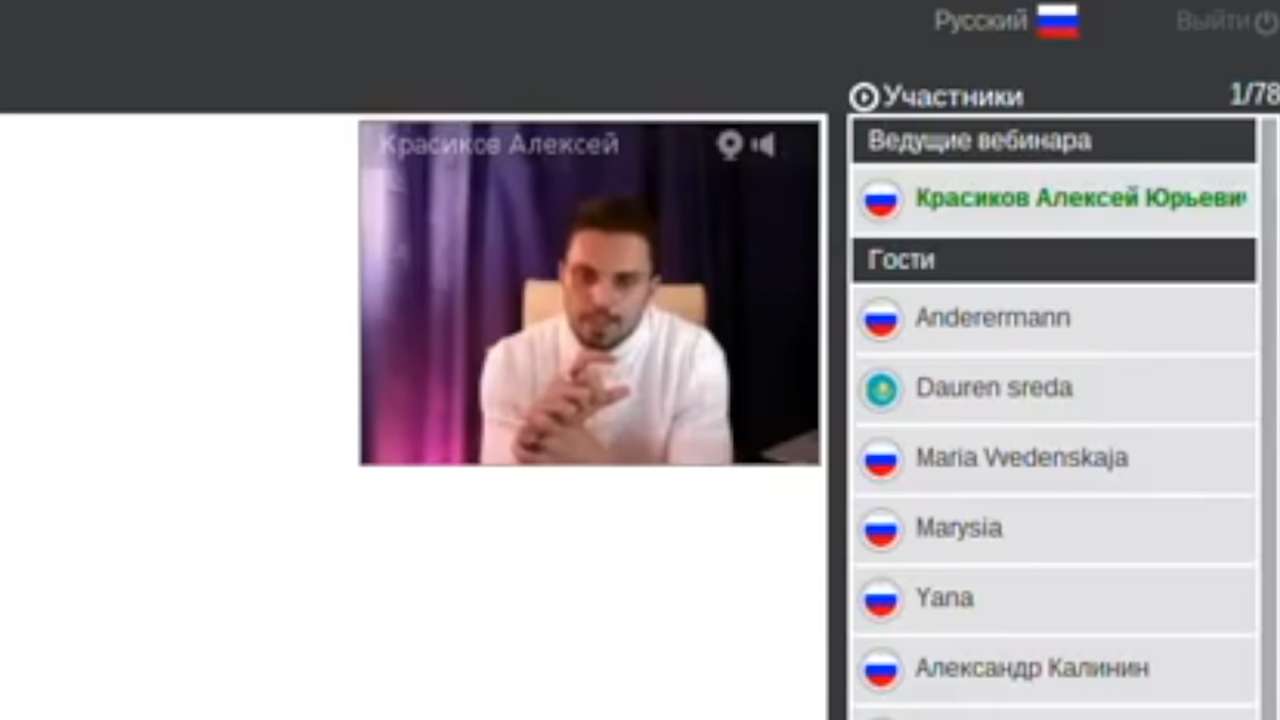 Русский
Выйти
Участники 1/78
Ведущие вебинара
Красиков Алексей
Красиков Алексей Юрьеви
Гости
Anderermann
Dauren sreda
Maria Vvedenskaja
Marysia
Yana
Александр Калинин